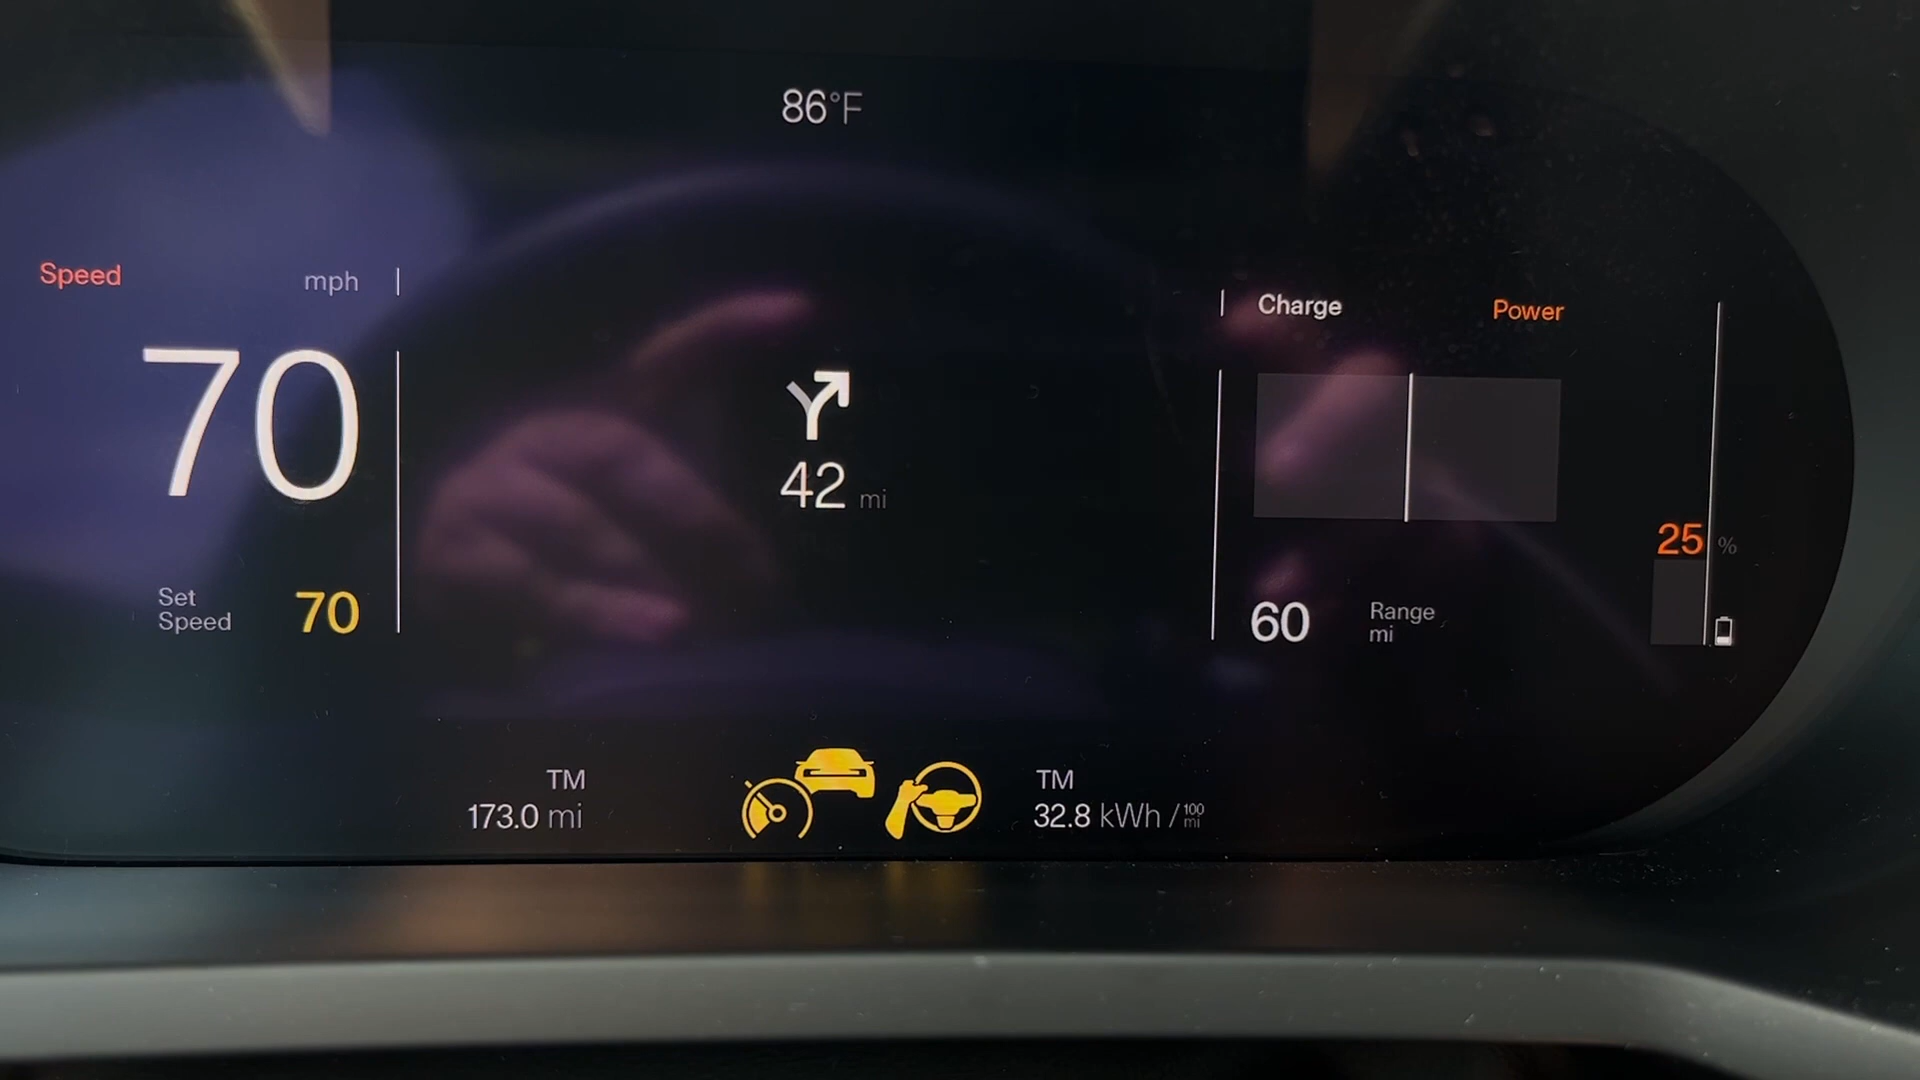 86°F
Speed mph
70
Set
Speed
70
42 mi
Charge Power
25 %
60
Range
mi
TM
173.0 mi
TM
32.8 kWh / 100 mi